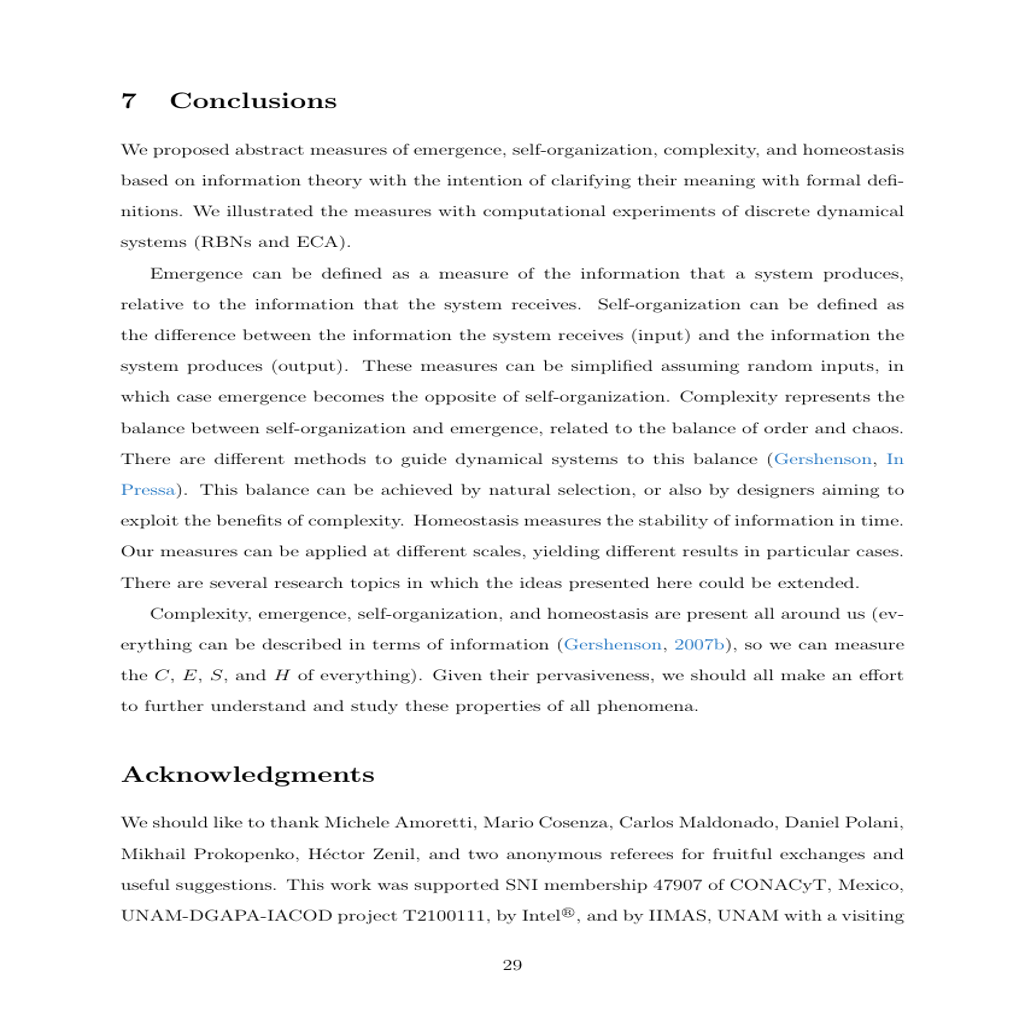 7 Conclusions
We proposed abstract measures of emergence, self-organization, complexity, and homeostasis
based on information theory with the intention of clarifying their meaning with formal defi-
nitions. We illustrated the measures with computational experiments of discrete dynamical
systems (RBNs and ECA).
Emergence can be defined as a measure of the information that a system produces,
relative to the information that the system receives. Self-organization can be defined as
the difference between the information the system receives (input) and the information the
system produces (output). These measures can be simplified assuming random inputs, in
which case emergence becomes the opposite of self-organization. Complexity represents the
balance between self-organization and emergence, related to the balance of order and chaos.
There are different methods to guide dynamical systems to this balance (Gershenson, In
Pressa). This balance can be achieved by natural selection, or also by designers aiming to
exploit the benefits of complexity. Homeostasis measures the stability of information in time.
Our measures can be applied at different scales, yielding different results in particular cases.
There are several research topics in which the ideas presented here could be extended.
Complexity, emergence, self-organization, and homeostasis are present all around us (ev-
erything can be described in terms of information (Gershenson, 2007b), so we can measure
the C, E, S, and H of everything). Given their pervasiveness, we should all make an effort
to further understand and study these properties of all phenomena.
Acknowledgments
We should like to thank Michele Amoretti, Mario Cosenza, Carlos Maldonado, Daniel Polani,
Mikhail Prokopenko, Héctor Zenil, and two anonymous referees for fruitful exchanges and
useful suggestions. This work was supported SNI membership 47907 of CONACyT, Mexico,
UNAM-DGAPA-IACOD project T2100111, by Intel®, and by IIMAS, UNAM with a visiting
29